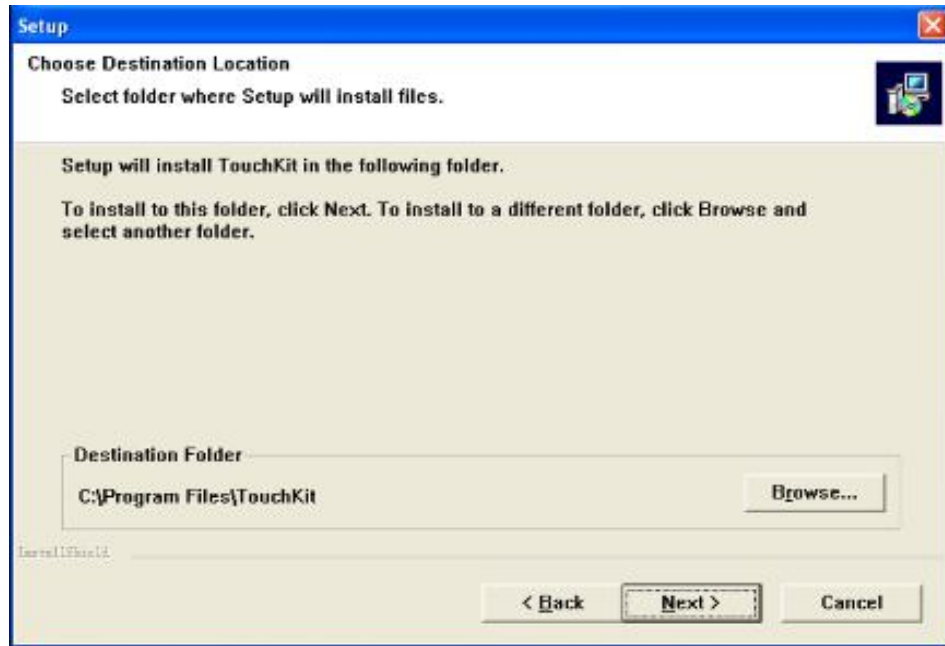 Setup
Choose Destination Location
Select folder where Setup will install files.
Setup will install TouchKit in the following folder.
To install to this folder, click Next. To install to a different folder, click Browse and
select another folder.
Destination Folder
C:\Program Files\TouchKit
Browse...
InstallShield
< Back
Next >
Cancel